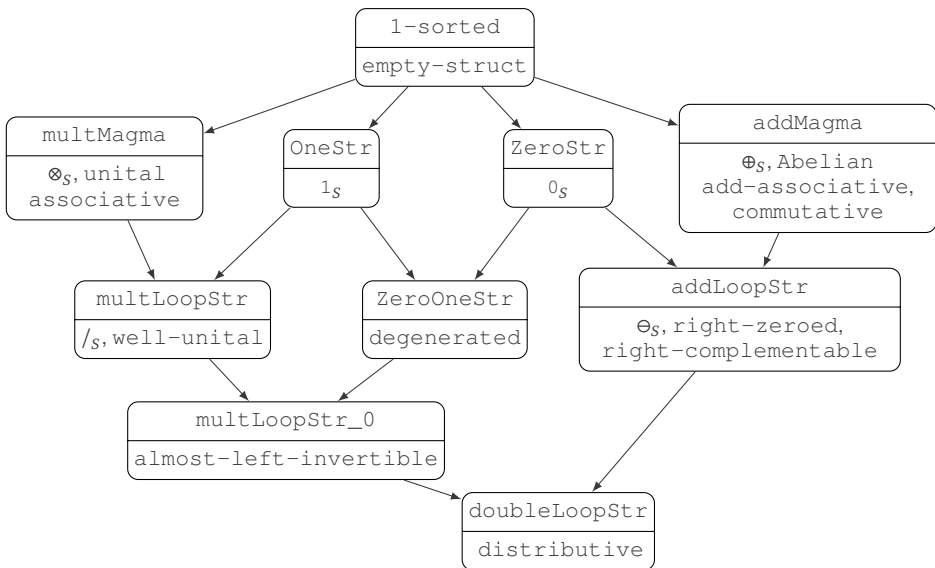 1-sorted
empty-struct
multMagma
⊗S, unital
associative
OneStr
1S
ZeroStr
0S
addMagma
⊕S, Abelian
add-associative,
commutative
multLoopStr
/S, well-unital
ZeroOneStr
degenerated
addLoopStr
⊖S, right-zeroed,
right-complementable
multLoopStr_0
almost-left-invertible
doubleLoopStr
distributive